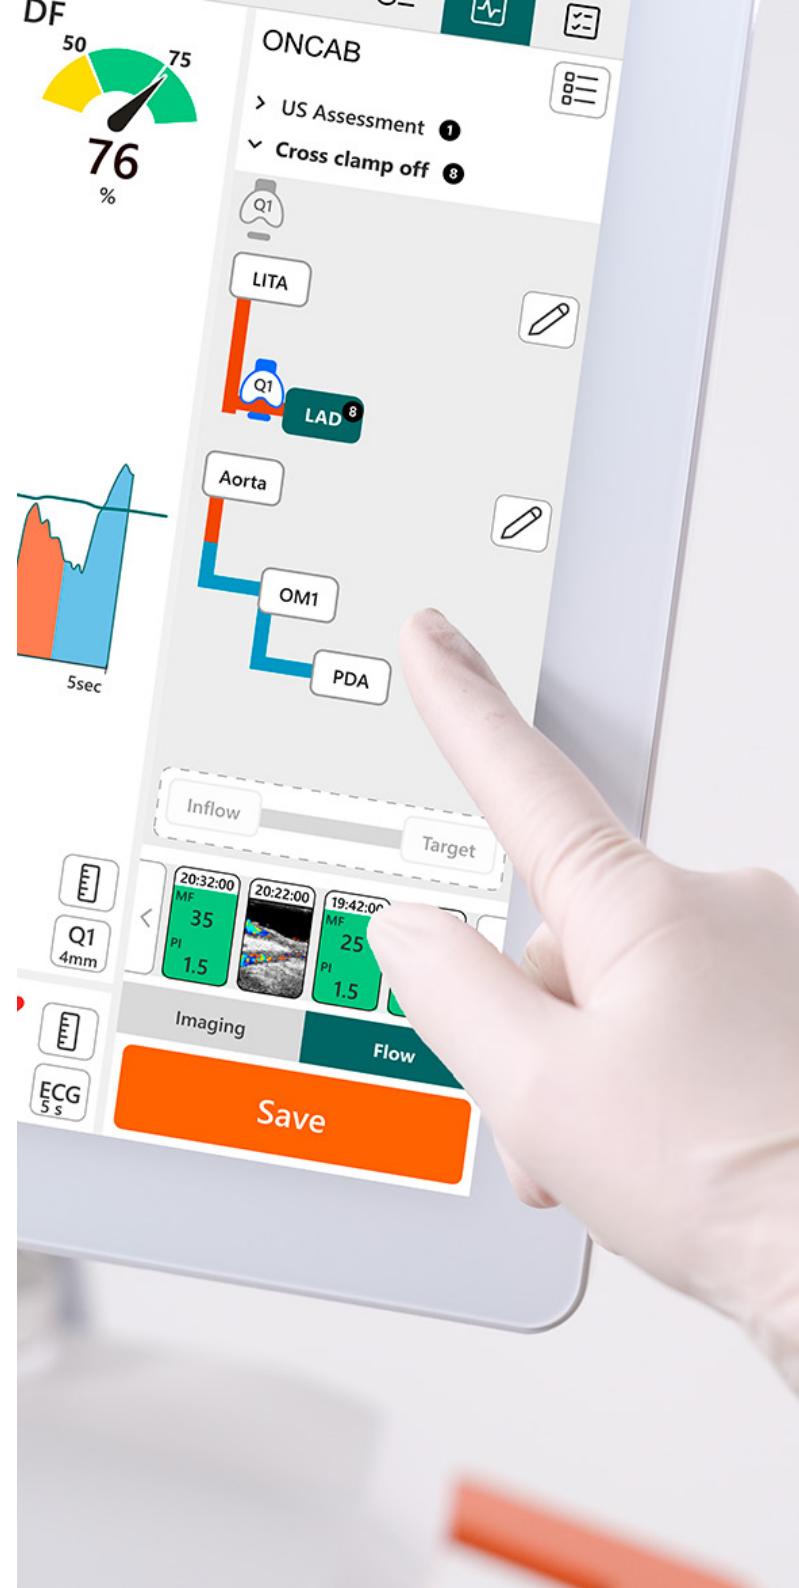 DF
50
75
76
%
ONCAB
US Assessment 1
Cross clamp off 8
Q1
LITA
Q1
LAD 8
Aorta
OM1
PDA
5sec
Inflow
Target
20:32:00
MF
35
PI
1.5
20:22:00
19:42:00
MF
25
PI
1.5
Q1
4mm
Imaging
Flow
ECG
5 s
Save